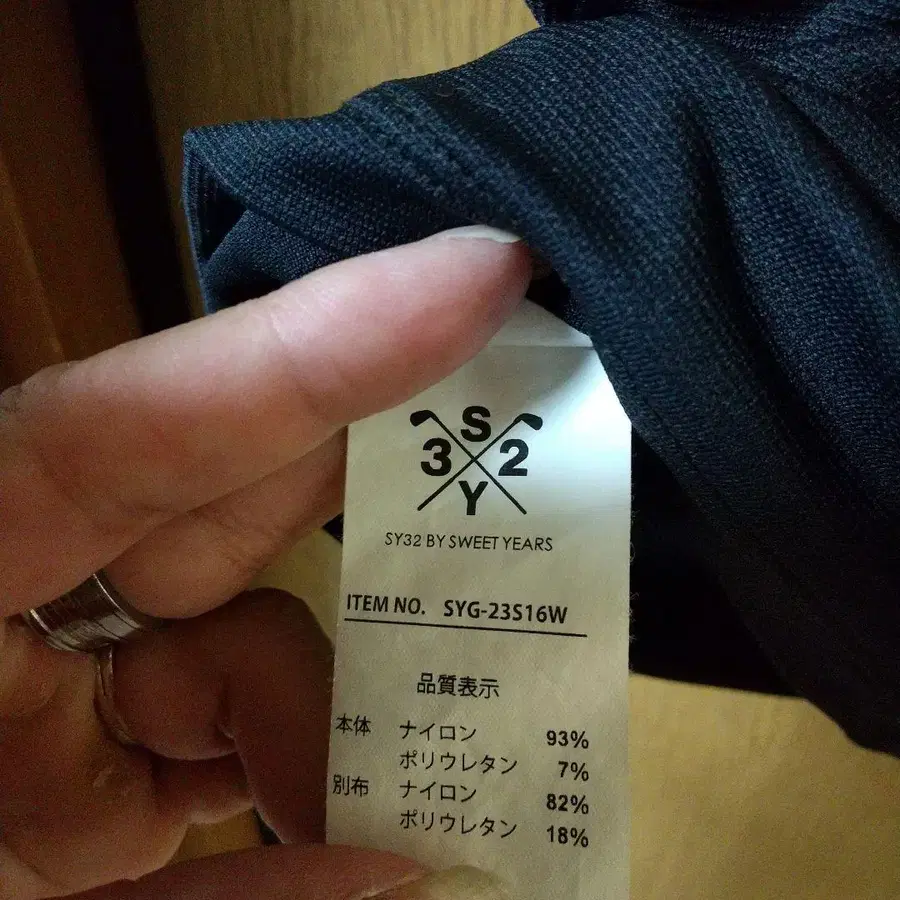 S
3 2
Y
SY32 BY SWEET YEARS
ITEM NO. SYG-23S16W
品質表示
本体 ナイロン 93%
ポリウレタン 7%
別布 ナイロン 82%
ポリウレタン 18%